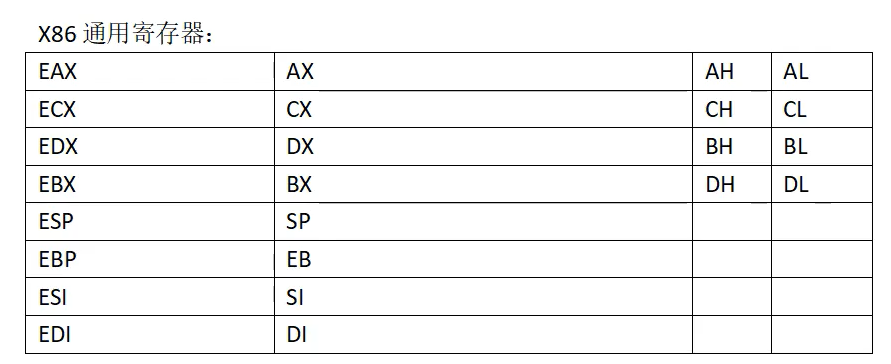 X86 通用寄存器：
EAX AX AH AL
ECX CX CH CL
EDX DX BH BL
EBX BX DH DL
ESP SP
EBP EB
ESI SI
EDI DI